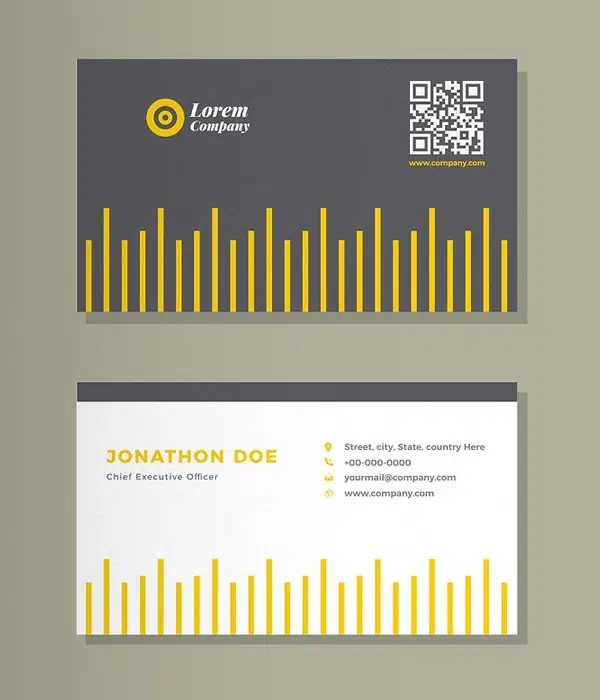 Lorem
Company
www.company.com
JONATHON DOE
Chief Executive Officer
Street, city, State, country Here
+00-000-0000
yourmail@company.com
www.company.com